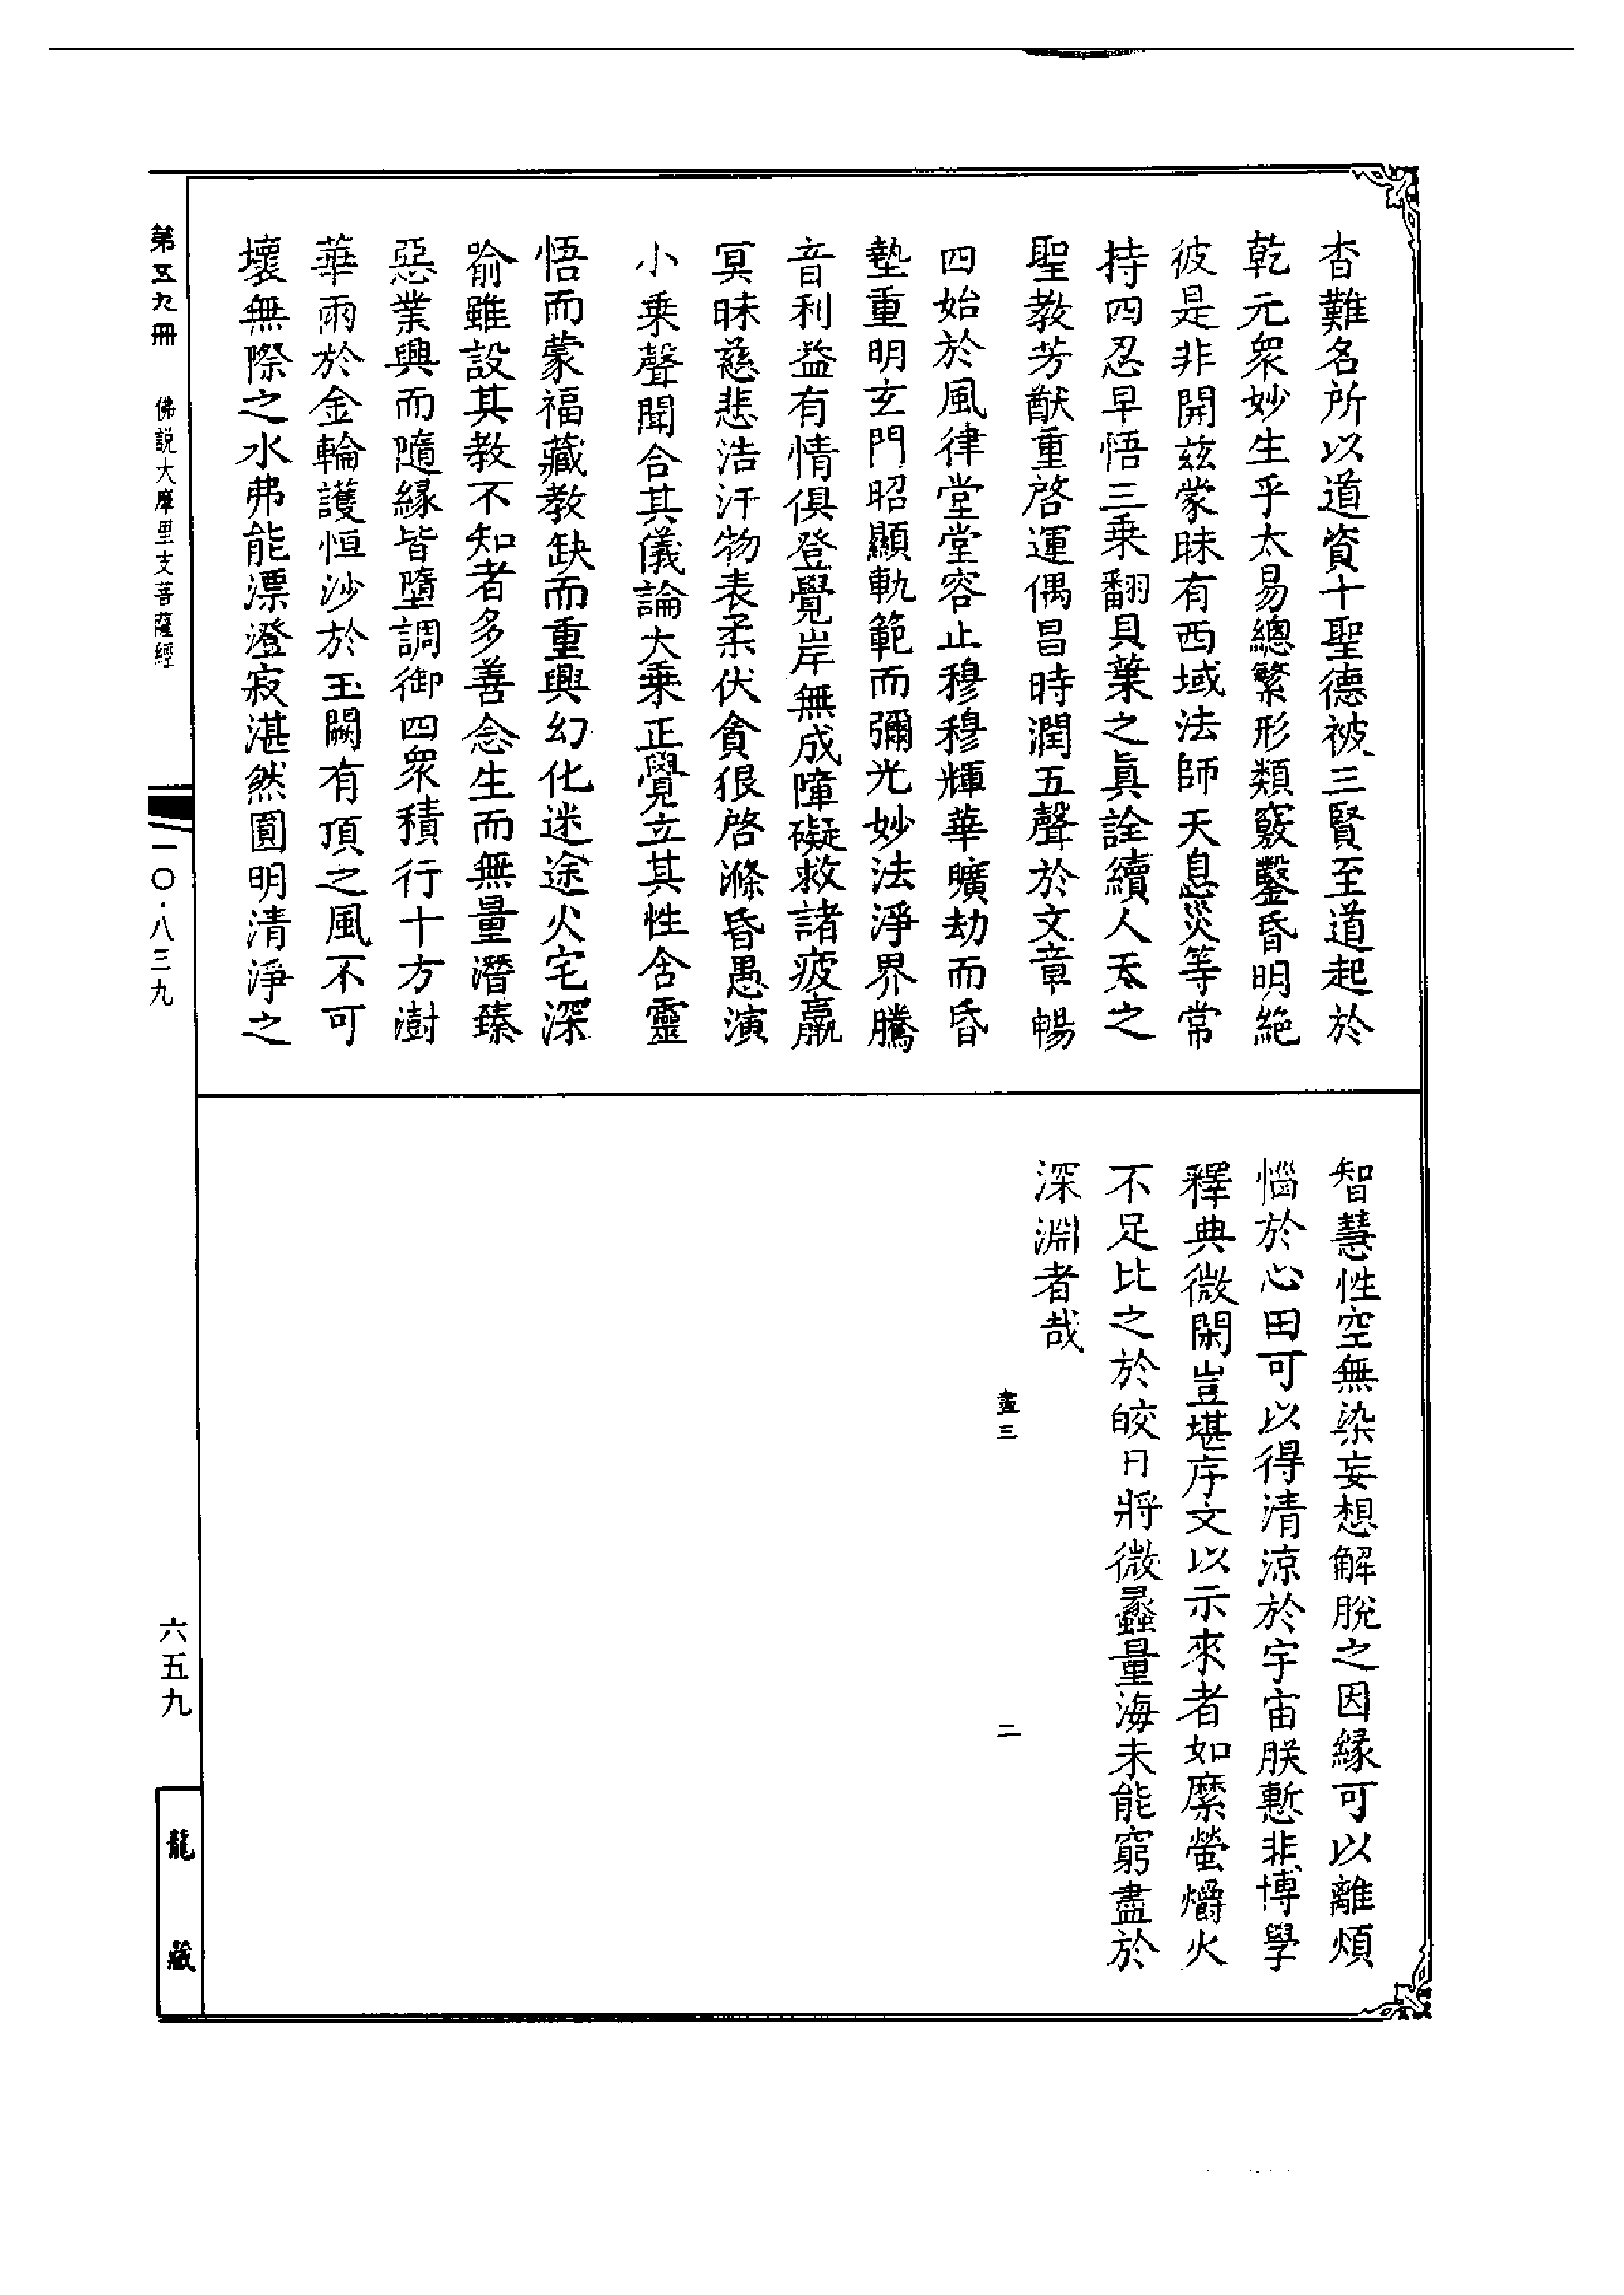 杳難名所以道資十聖德被三賢至道起於
乾元衆妙生乎太易總繁形類竅鑿昏明絶
彼是非開兹蒙昧有西域法師天息災等常
持四忍早悟三乗翻貝葉之真詮續人天之
聖教芳猷重啓運偶昌時潤五聲於文章暢
四始於風律堂堂容止穆穆輝華曠劫而昏
墊重明玄門昭顯軌範而彌光妙法淨界騰
音利益有情俱登覺岸無成障礙救諸疲羸
冥昧慈悲浩汗物表柔伏貪狠啓滌昏愚演
小乗聲聞合其儀論大乗正覺立其性含靈
悟而蒙福藏教缺而重興幻化迷途火宅深
喻雖設其教不知者多善念生而無量潛臻
惡業興而隨緣皆墮調御四衆積行十方澍
華雨於金輪護恒沙於玉闕有頂之風不可
壞無際之水弗能漂澄寂湛然圓明清淨之
智慧性空無染妄想解脫之因緣可以離煩
惱於心田可以得清涼於宇宙朕慙非博學
釋典微閑豈堪序文以示來者如縻螢爝火
不足比之於皎日將微蠡量海未能窮盡於
深淵者哉
盡三
二
第五九冊
佛説大摩里支菩薩經
一〇·八三九
六五九
龍藏